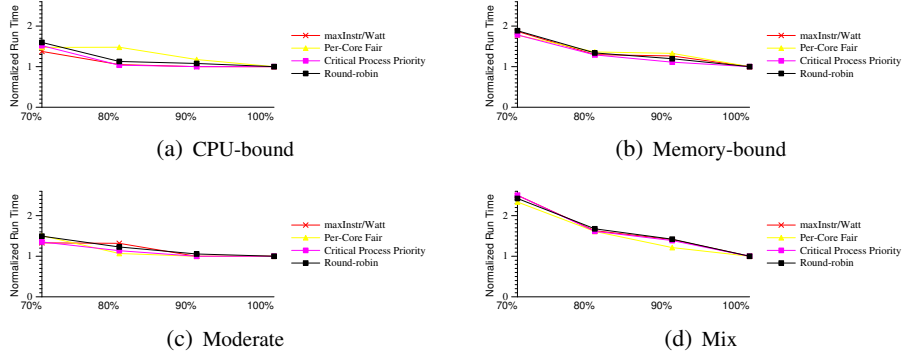 Normalized Run Time
2
1
0
70%
80%
90%
100%
maxInstr/Watt
Per-Core Fair
Critical Process Priority
Round-robin
(a) CPU-bound
Normalized Run Time
2
1
0
70%
80%
90%
100%
maxInstr/Watt
Per-Core Fair
Critical Process Priority
Round-robin
(b) Memory-bound
Normalized Run Time
2
1
0
70%
80%
90%
100%
maxInstr/Watt
Per-Core Fair
Critical Process Priority
Round-robin
(c) Moderate
Normalized Run Time
2
1
0
70%
80%
90%
100%
maxInstr/Watt
Per-Core Fair
Critical Process Priority
Round-robin
(d) Mix